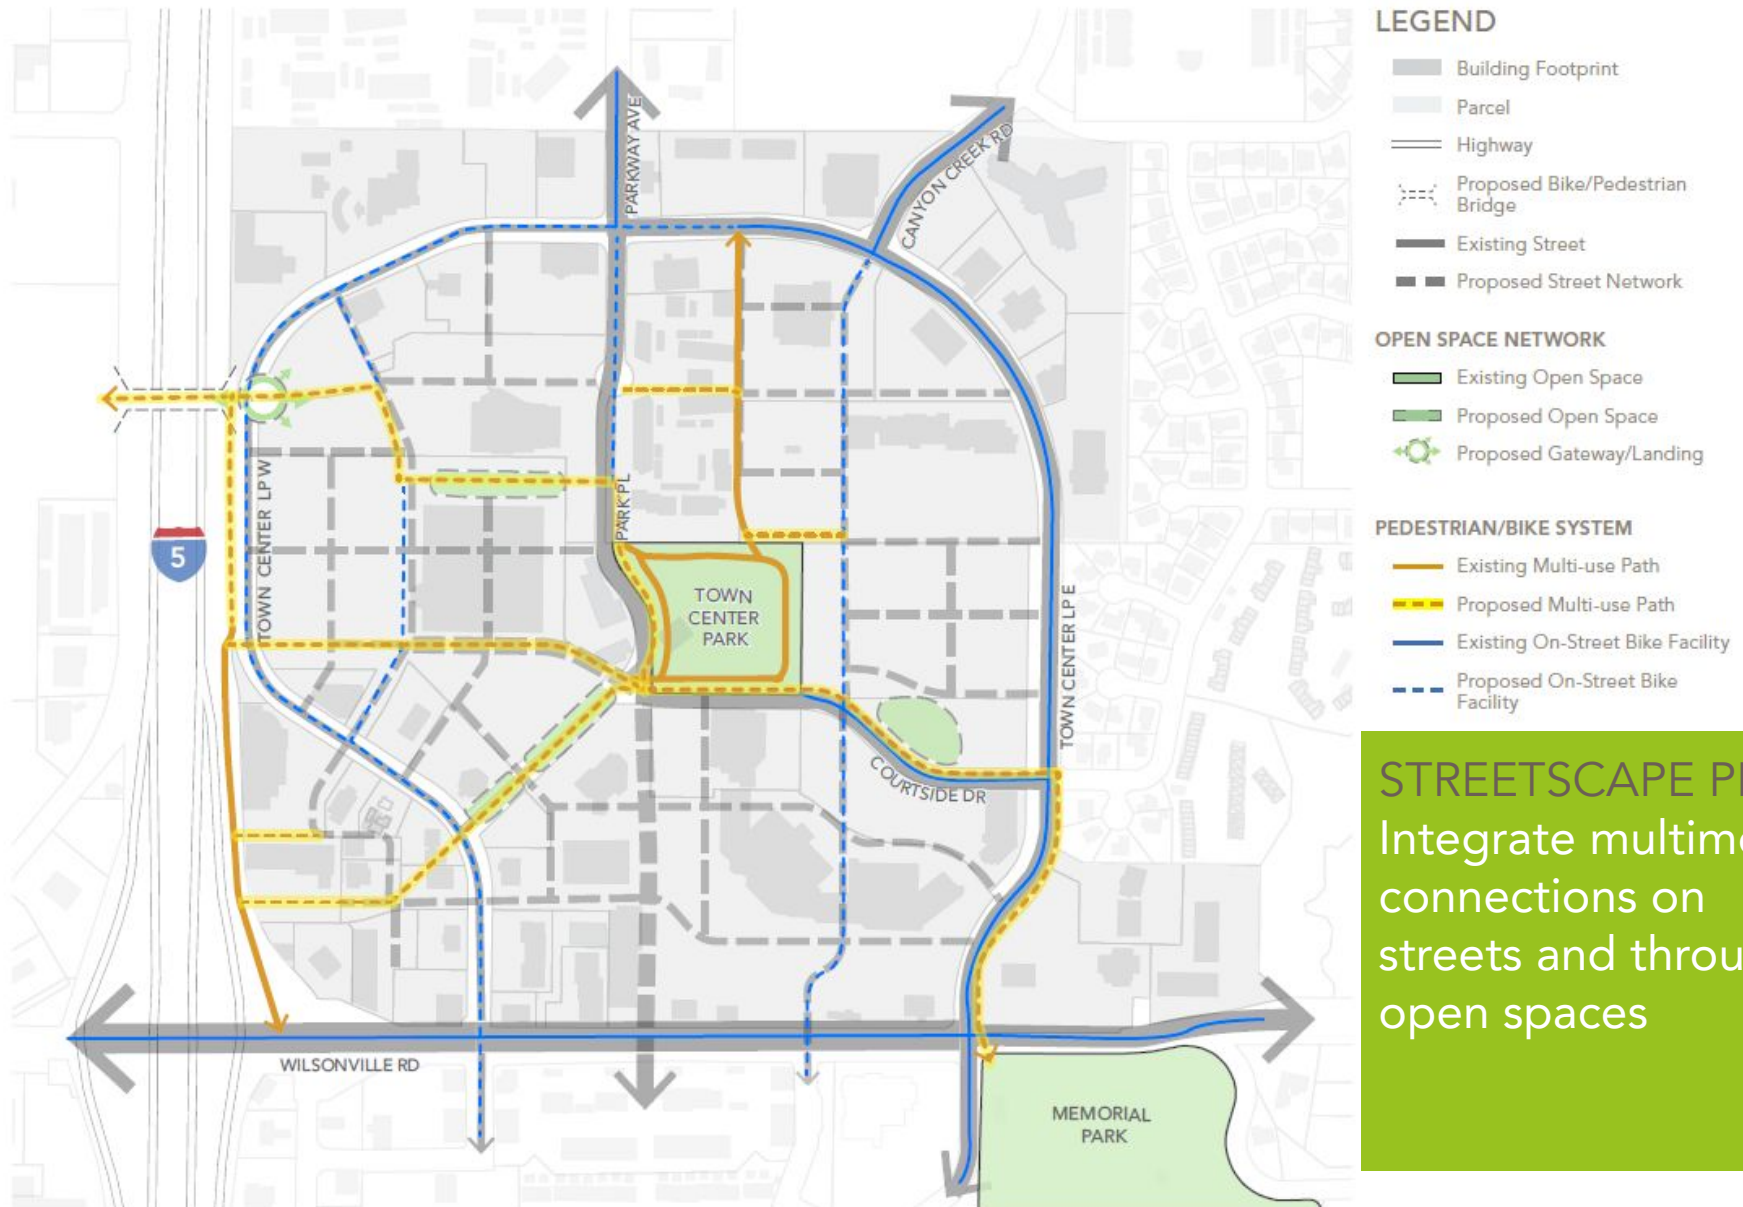 LEGEND
Building Footprint
Parcel
Highway
Proposed Bike/Pedestrian
Bridge
Existing Street
Proposed Street Network
OPEN SPACE NETWORK
Existing Open Space
Proposed Open Space
Proposed Gateway/Landing
PEDESTRIAN/BIKE SYSTEM
Existing Multi-use Path
Proposed Multi-use Path
Existing On-Street Bike Facility
Proposed On-Street Bike
Facility
PARKWAY AVE
CANYON CREEK RD
TOWN CENTER LP W
PARK PL
5
TOWN
CENTER
PARK
TOWN CENTER LP E
COURTSIDE DR
WILSONVILLE RD
MEMORIAL
PARK
STREETSCAPE
Integrate
connections on
streets and
open spaces